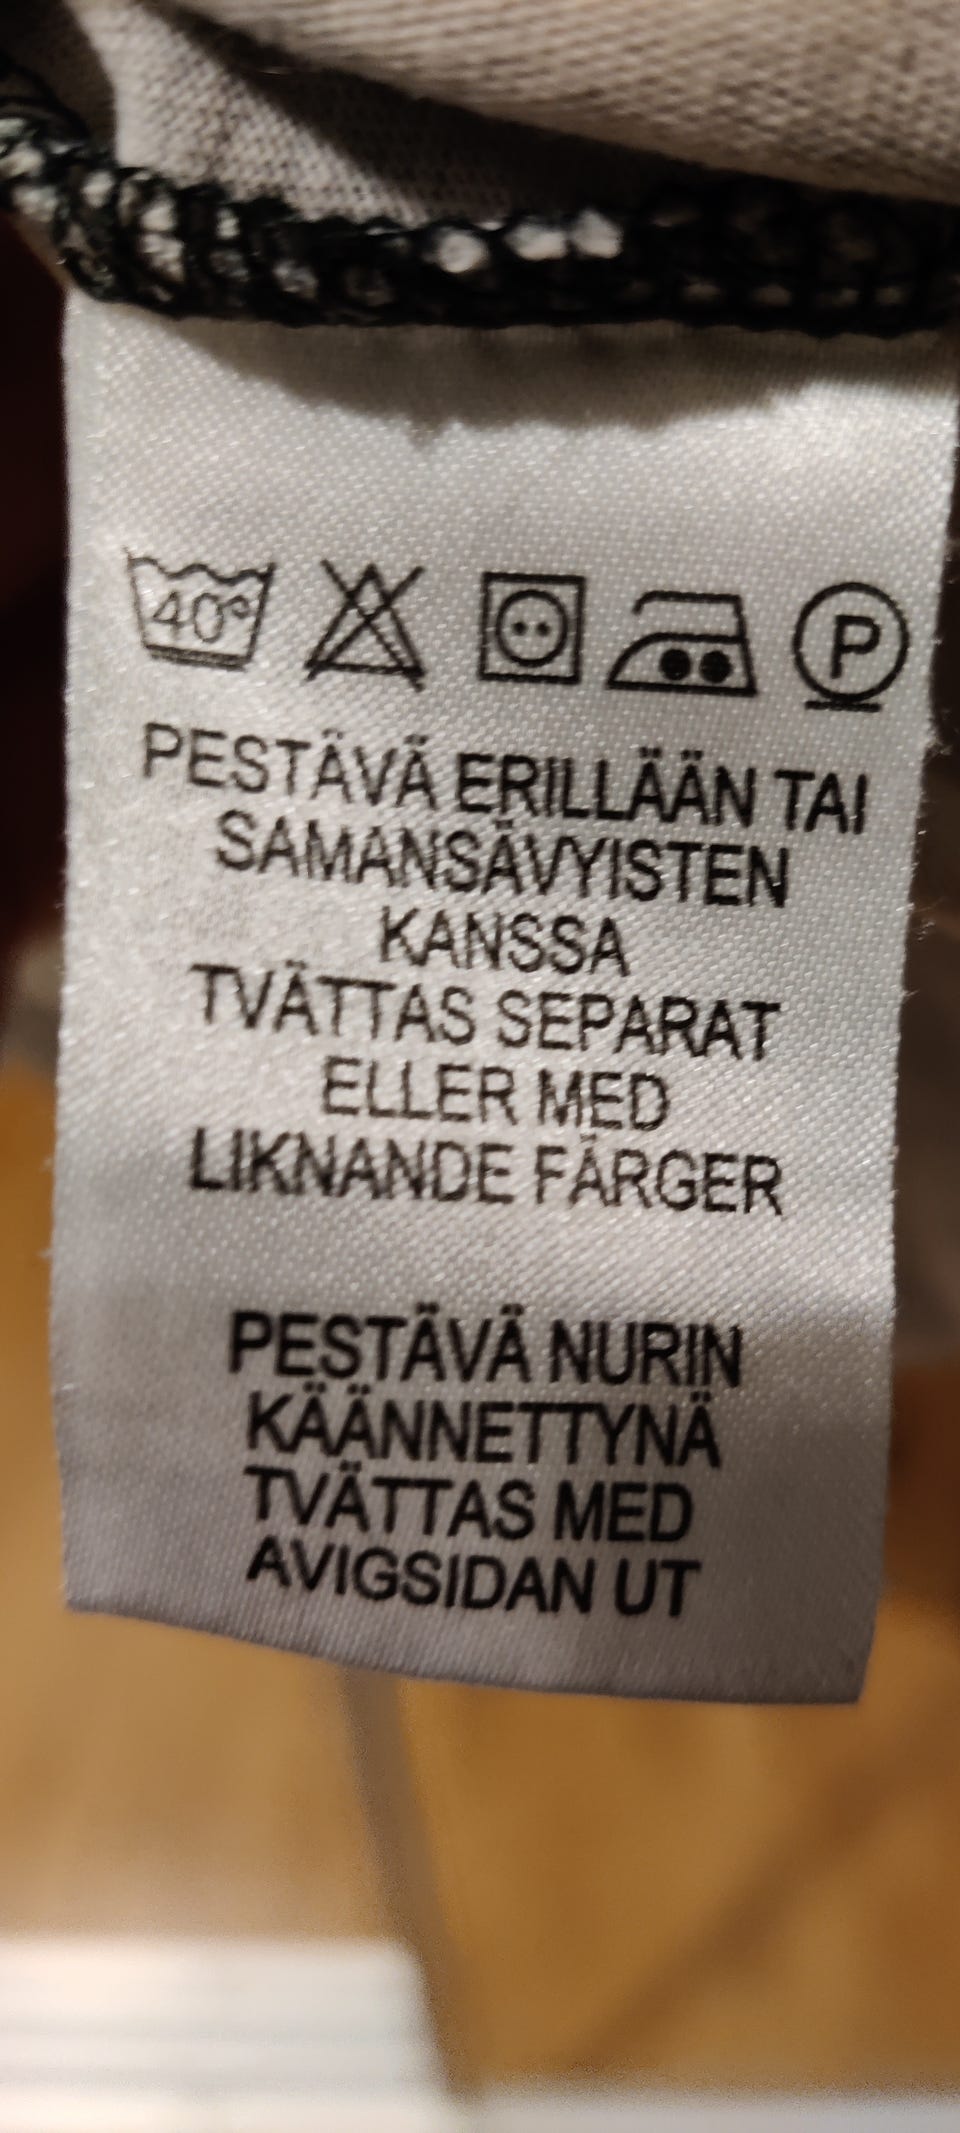 40°
P
PESTÄVÄ ERILLÄÄN TAI
SAMANSÄVYISTEN
KANSSA
TVÄTTAS SEPARAT
ELLER MED
LIKNANDE FÄRGER
PESTÄVÄ NURIN
KÄÄNNETTYNÄ
TVÄTTAS MED
AVIGSIDAN UT